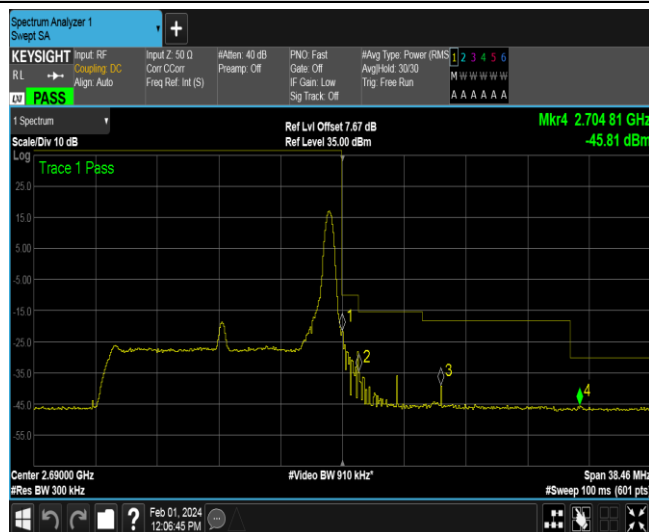 Spectrum Analyzer 1
Swept SA
KEYSIGHT
RL
LXI PASS
Input: RF
Coupling: DC
Align: Auto
Input Z: 50 Ω
Corr CCorr
Freq Ref: Int (S)
#Atten: 40 dB
Preamp: Off
PNO: Fast
Gate: Off
IF Gain: Low
Sig Track: Off
#Avg Type: Power (RMS
Avg|Hold: 30/30
Trig: Free Run
1 2 3 4 5 6
M W W W W W
A A A A A A
1 Spectrum
Scale/Div 10 dB
Ref Lvl Offset 7.67 dB
Ref Level 35.00 dBm
Mkr4 2.704 81 GHz
-45.81 dBm
Log
Trace 1 Pass
25.0
15.0
5.00
-5.00
-15.0
-25.0
-35.0
-45.0
-55.0
1
2
3
4
Center 2.69000 GHz
#Res BW 300 kHz
#Video BW 910 kHz*
Span 38.46 MHz
#Sweep 100 ms (601 pts)
?
Feb 01, 2024
12:06:45 PM